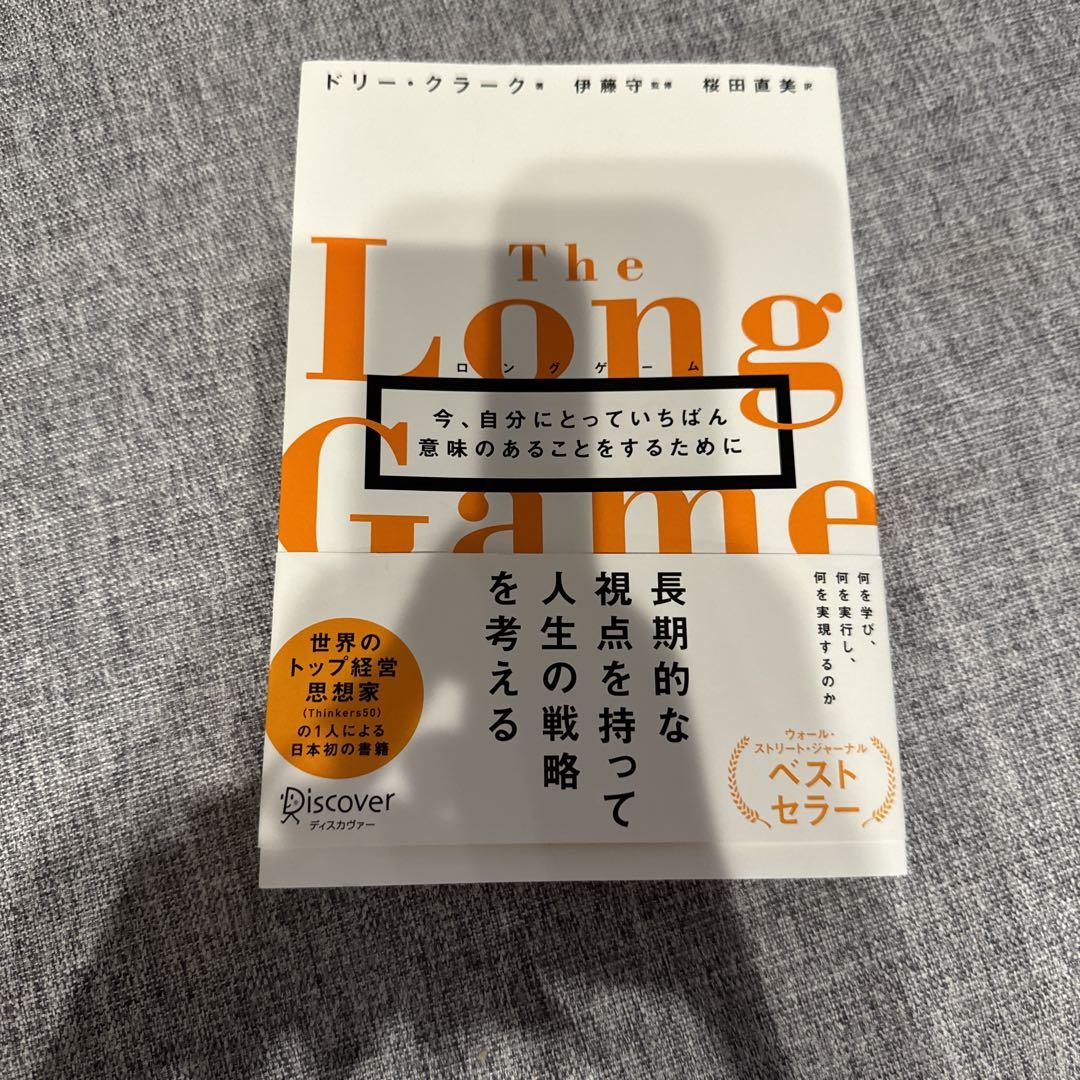 ドリー・クラーク 著 伊藤守 監修 桜田直美 訳
The
Long
ロングゲーム
Game
今、自分にとっていちばん
意味のあることをするために
長期的な
視点を持って
人生の戦略
を考える
何を学び、
何を実行し、
何を実現するのか
世界の
トップ経営
思想家
(Thinkers50)
の1人による
日本初の書籍
Discover
ディスカヴァー
ウォール・
ストリート・ジャーナル
ベスト
セラー